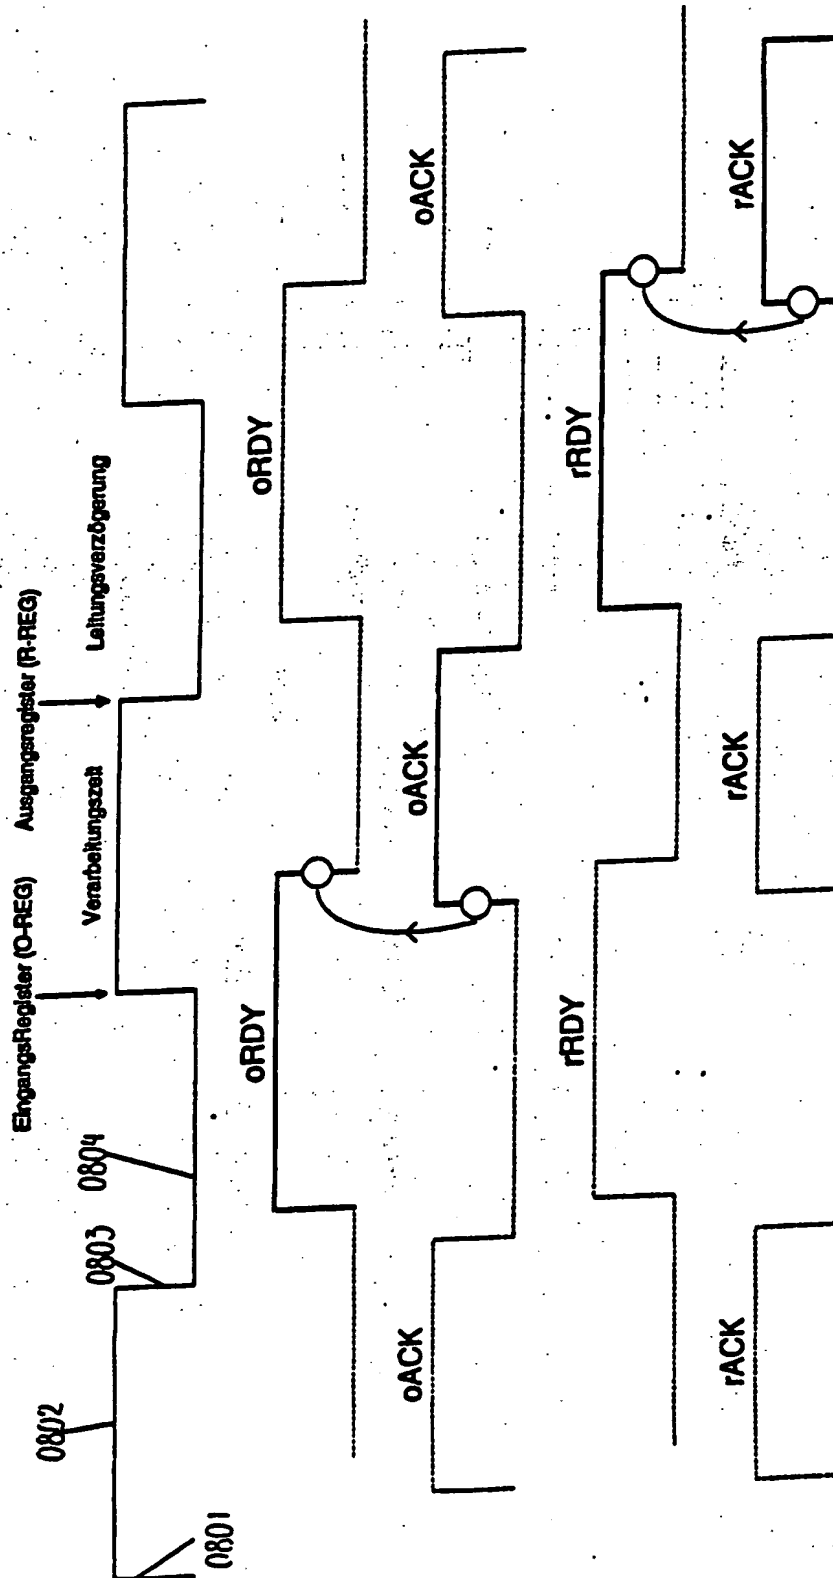 EingangsRegister (O-REG)
Ausgangsregister (R-REG)
Verarbeitungszeit
Leitungsverzögerung
0801
0802
0803
0804
oRDY
oRDY
oACK
oACK
oACK
rRDY
rRDY
rACK
rACK
rACK